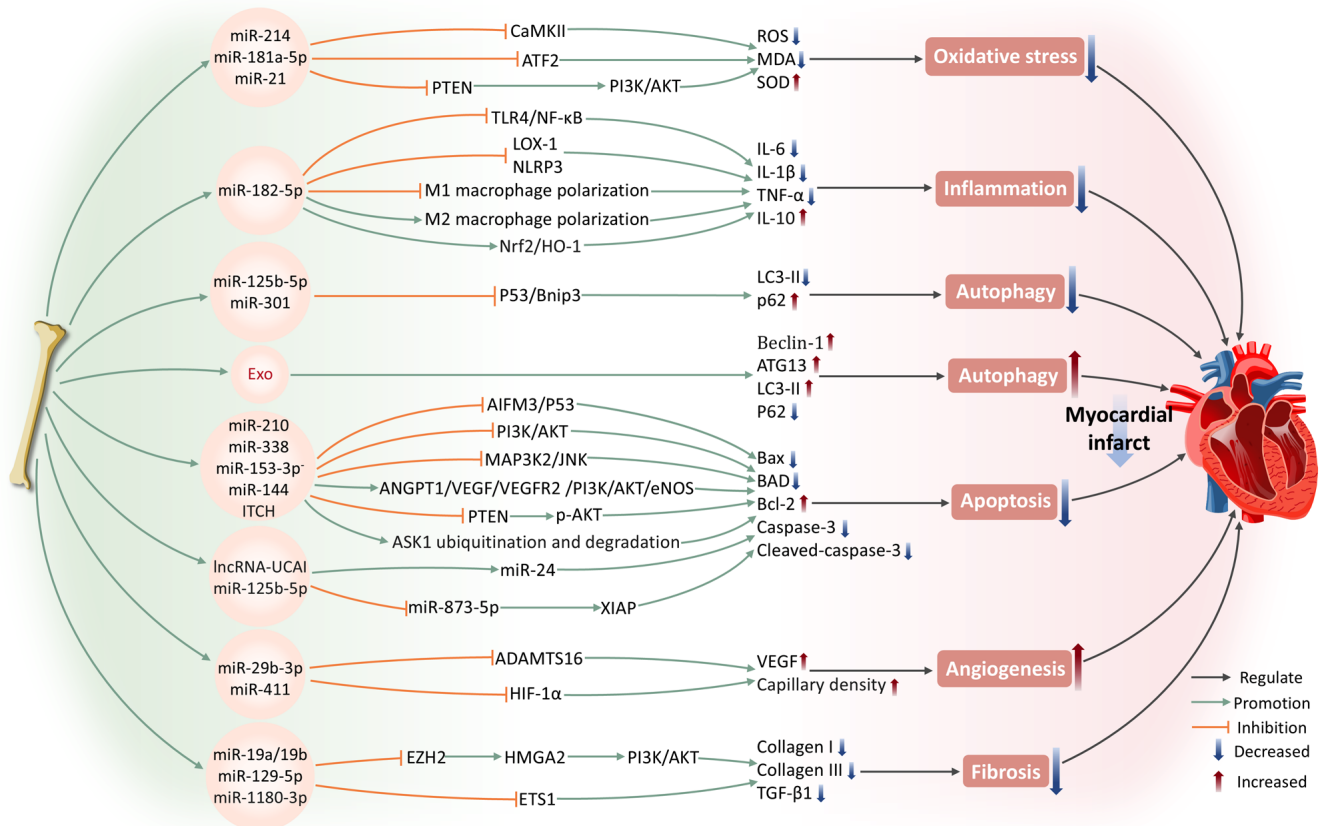 miR-214
miR-181a-5p
miR-21
CaMKII
ATF2
PTEN
PI3K/AKT
ROS
MDA
SOD
Oxidative stress
miR-182-5p
TLR4/NF-κB
LOX-1
NLRP3
M1 macrophage polarization
M2 macrophage polarization
Nrf2/HO-1
IL-6
IL-1β
TNF-α
IL-10
Inflammation
miR-125b-5p
miR-301
P53/Bnip3
LC3-II
p62
Autophagy
Exo
Beclin-1
ATG13
LC3-II
P62
Autophagy
Myocardial
infarct
miR-210
miR-338
miR-153-3p-
miR-144
ITCH
AIFM3/P53
PI3K/AKT
MAP3K2/JNK
ANGPT1/VEGF/VEGFR2 /PI3K/AKT/eNOS
PTEN
p-AKT
ASK1 ubiquitination and degradation
Bax
BAD
Bcl-2
Caspase-3
Cleaved-caspase-3
Apoptosis
lncRNA-UCAI
miR-125b-5p
miR-24
miR-873-5p
XIAP
miR-29b-3p
miR-411
ADAMTS16
HIF-1α
VEGF
Capillary density
Angiogenesis
miR-19a/19b
miR-129-5p
miR-1180-3p
EZH2
HMGA2
PI3K/AKT
ETS1
Collagen I
Collagen III
TGF-β1
Fibrosis
Regulate
Promotion
Inhibition
Decreased
Increased